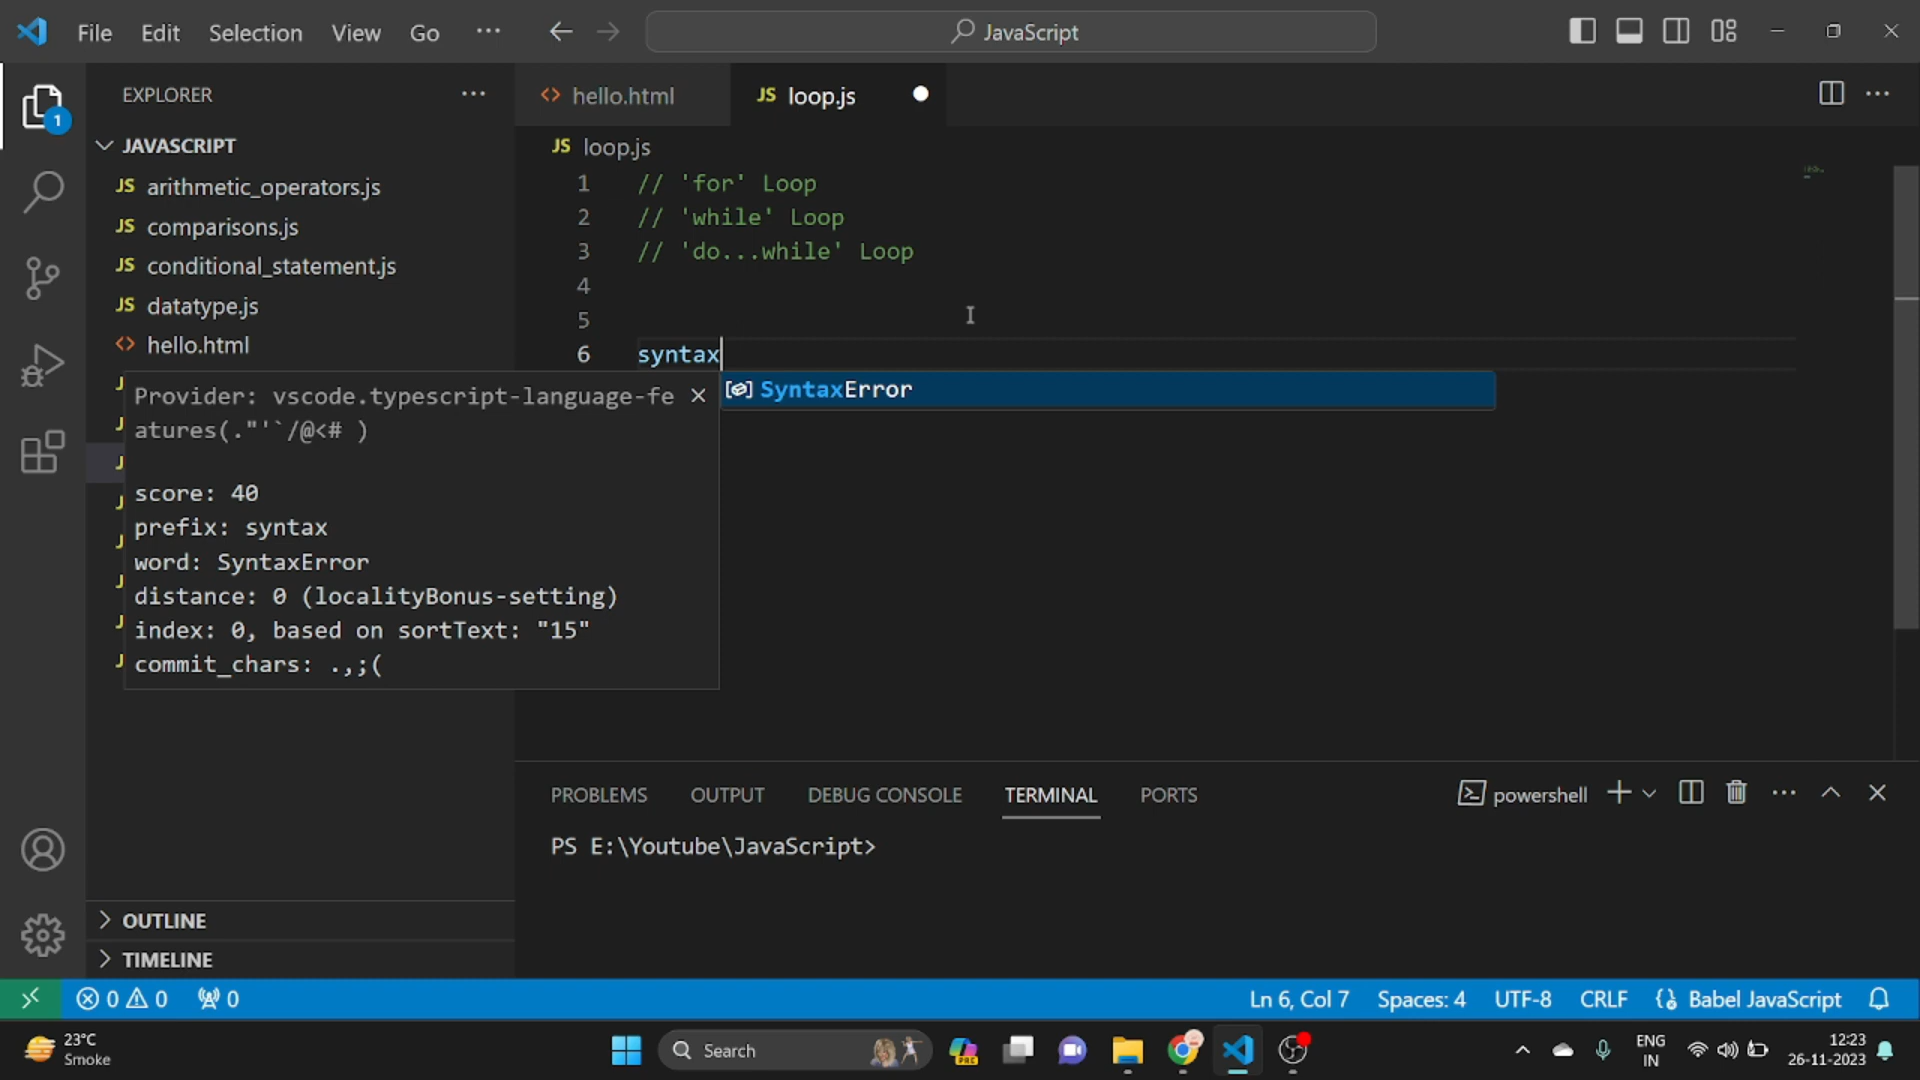 File Edit Selection View Go ... JavaScript
EXPLORER ...
hello.html
JS loop.js
JAVASCRIPT
JS arithmetic_operators.js
JS comparisons.js
JS conditional_statement.js
JS datatype.js
hello.html
JS loop.js
1 // 'for' Loop
2 // 'while' Loop
3 // 'do...while' Loop
4
5
6 syntax
SyntaxError
Provider: vscode.typescript-language-fe
atures(."'`/@<# )
score: 40
prefix: syntax
word: SyntaxError
distance: 0 (localityBonus-setting)
index: 0, based on sortText: "15"
commit_chars: .,;(
PROBLEMS OUTPUT DEBUG CONSOLE TERMINAL PORTS powershell
PS E:\Youtube\JavaScript>
OUTLINE
TIMELINE
1
0 0 0 Ln 6, Col 7 Spaces: 4 UTF-8 CRLF Babel JavaScript
23°C
Smoke
Search
PRE
ENG
IN
12:23
26-11-2023